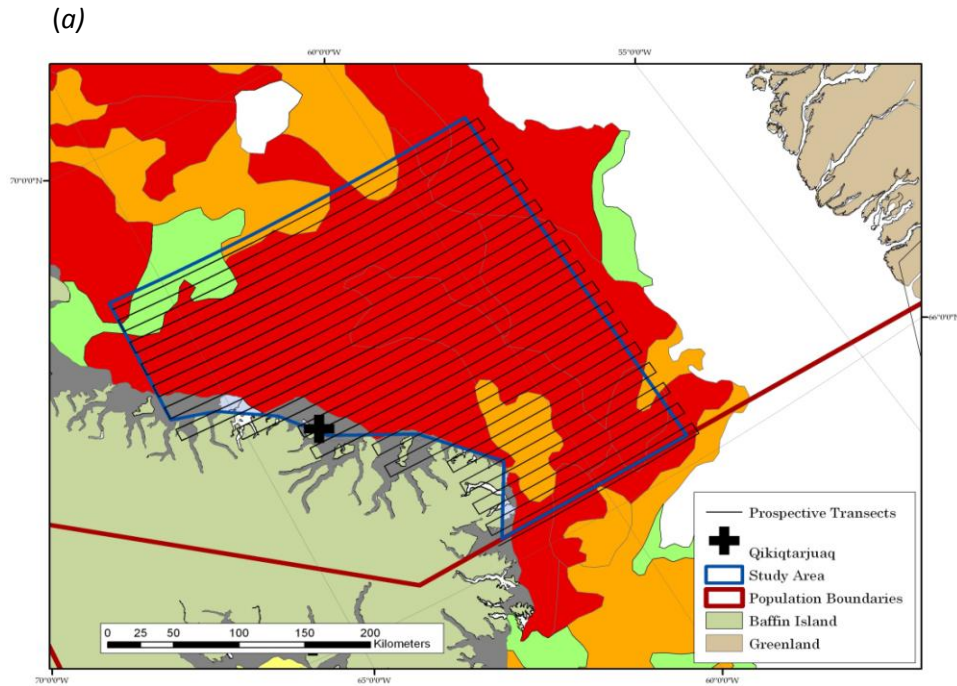 (a)
60°0'0"W
55°0'0"W
70°0'0"N
66°0'0"N
Prospective Transects
Qikiqtarjuaq
Study Area
Population Boundaries
Baffin Island
Greenland
0 25 50 100 150 200
Kilometers
70°0'0"W
65°0'0"W
60°0'0"W